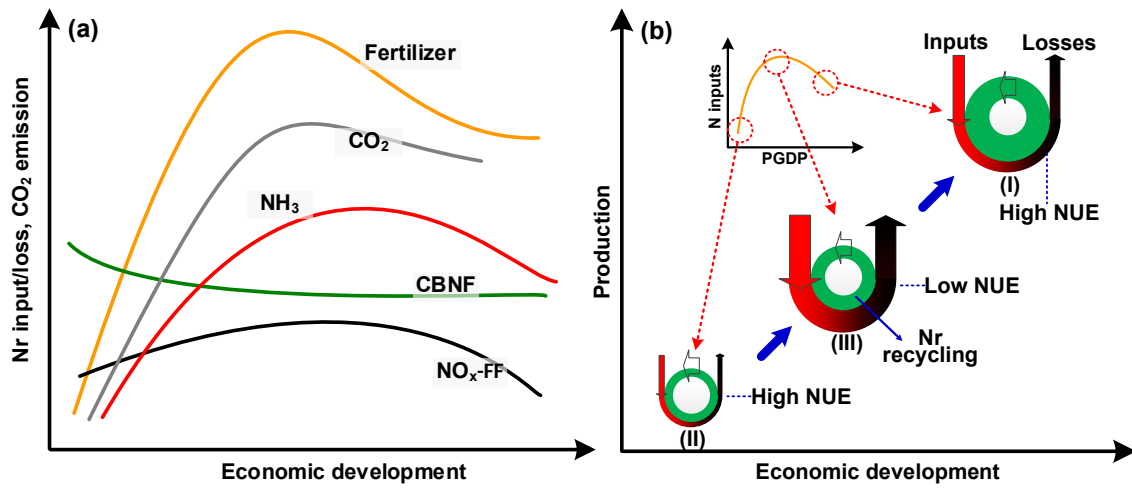 (a)
Nr input/loss, CO₂ emission
Fertilizer
CO₂
NH₃
CBNF
NOₓ-FF
Economic development
(b)
Production
N inputs
PGDP
Inputs
Losses
(I)
High NUE
Low NUE
(III)
Nr
recycling
High NUE
(II)
Economic development